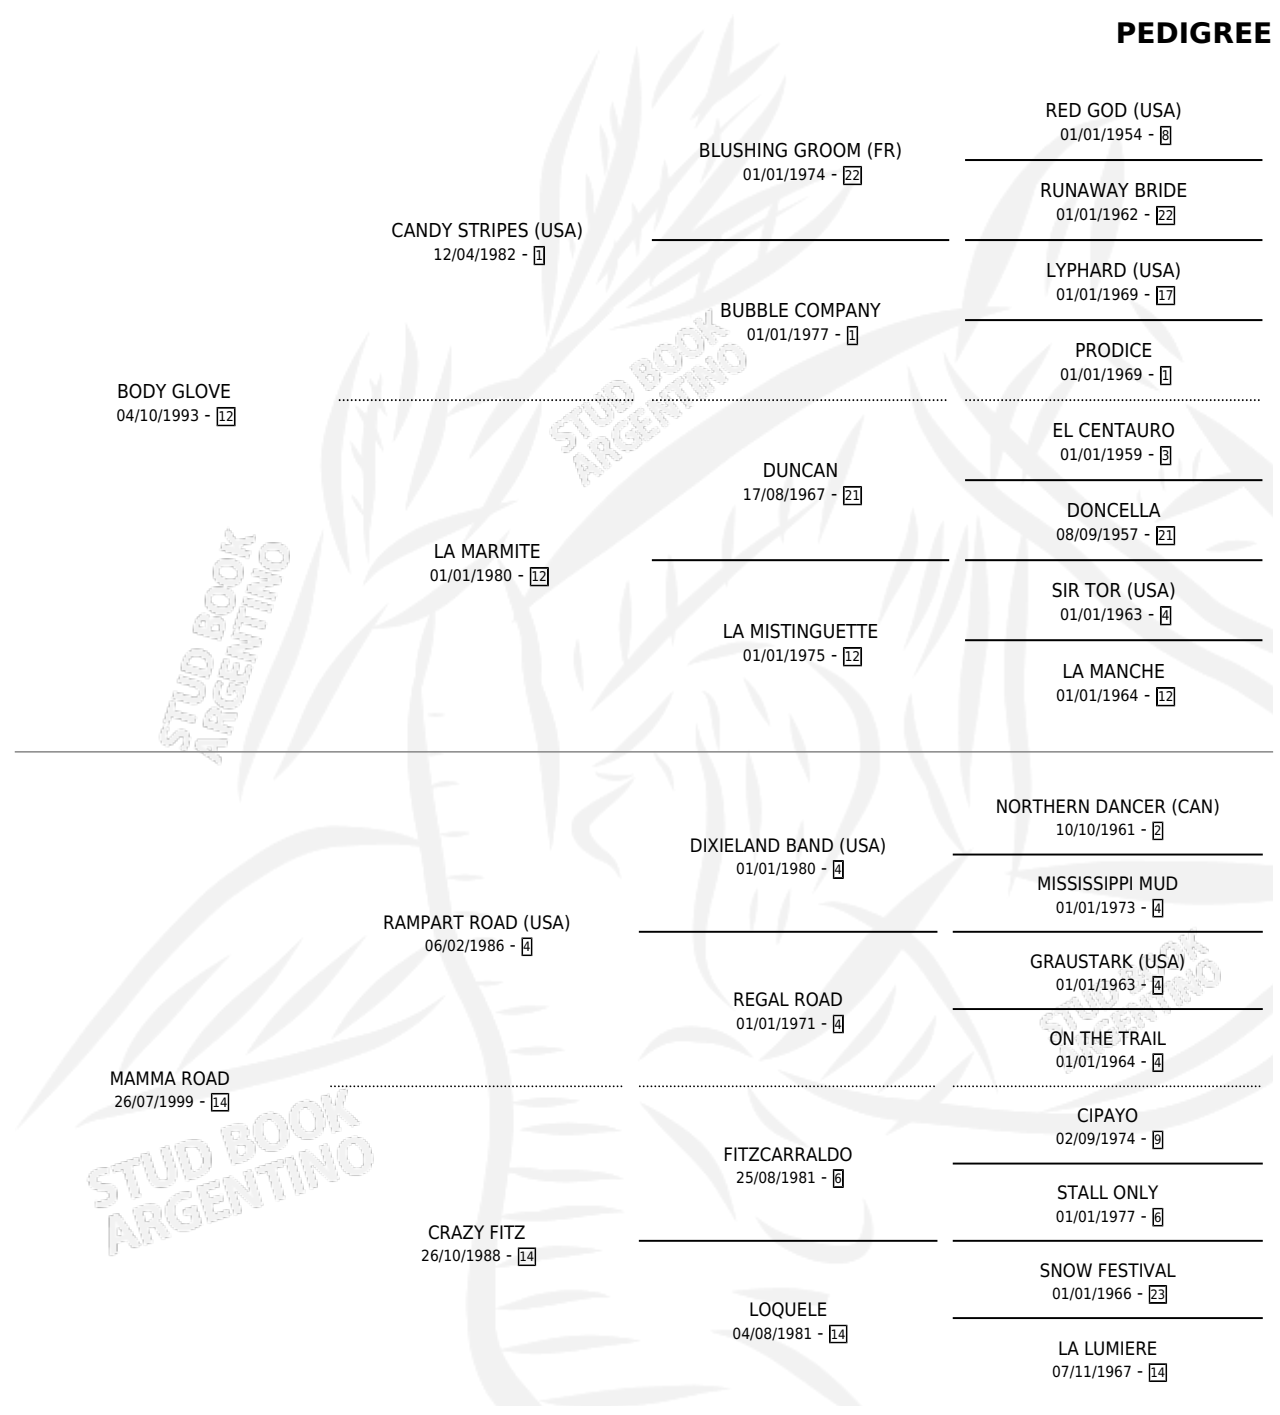 PEDIGREE
RED GOD (USA)
01/01/1954 - 8
BLUSHING GROOM (FR)
01/01/1974 - 22
RUNAWAY BRIDE
01/01/1962 - 22
CANDY STRIPES (USA)
12/04/1982 - 1
LYPHARD (USA)
01/01/1969 - 17
BUBBLE COMPANY
01/01/1977 - 1
PRODICE
01/01/1969 - 1
BODY GLOVE
04/10/1993 - 12
EL CENTAURO
01/01/1959 - 3
DUNCAN
17/08/1967 - 21
DONCELLA
08/09/1957 - 21
LA MARMITE
01/01/1980 - 12
SIR TOR (USA)
01/01/1963 - 4
LA MISTINGUETTE
01/01/1975 - 12
LA MANCHE
01/01/1964 - 12
NORTHERN DANCER (CAN)
10/10/1961 - 2
DIXIELAND BAND (USA)
01/01/1980 - 4
MISSISSIPPI MUD
01/01/1973 - 4
RAMPART ROAD (USA)
06/02/1986 - 4
GRAUSTARK (USA)
01/01/1963 - 4
REGAL ROAD
01/01/1971 - 4
ON THE TRAIL
01/01/1964 - 4
MAMMA ROAD
26/07/1999 - 14
CIPAYO
02/09/1974 - 9
FITZCARRALDO
25/08/1981 - 6
STALL ONLY
01/01/1977 - 6
CRAZY FITZ
26/10/1988 - 14
SNOW FESTIVAL
01/01/1966 - 23
LOQUELE
04/08/1981 - 14
LA LUMIERE
07/11/1967 - 14
STUD BOOK
ARGENTINO
STUD BOOK
ARGENTINO
STUD BOOK
ARGENTINO
STUD BOOK
ARGENTINO